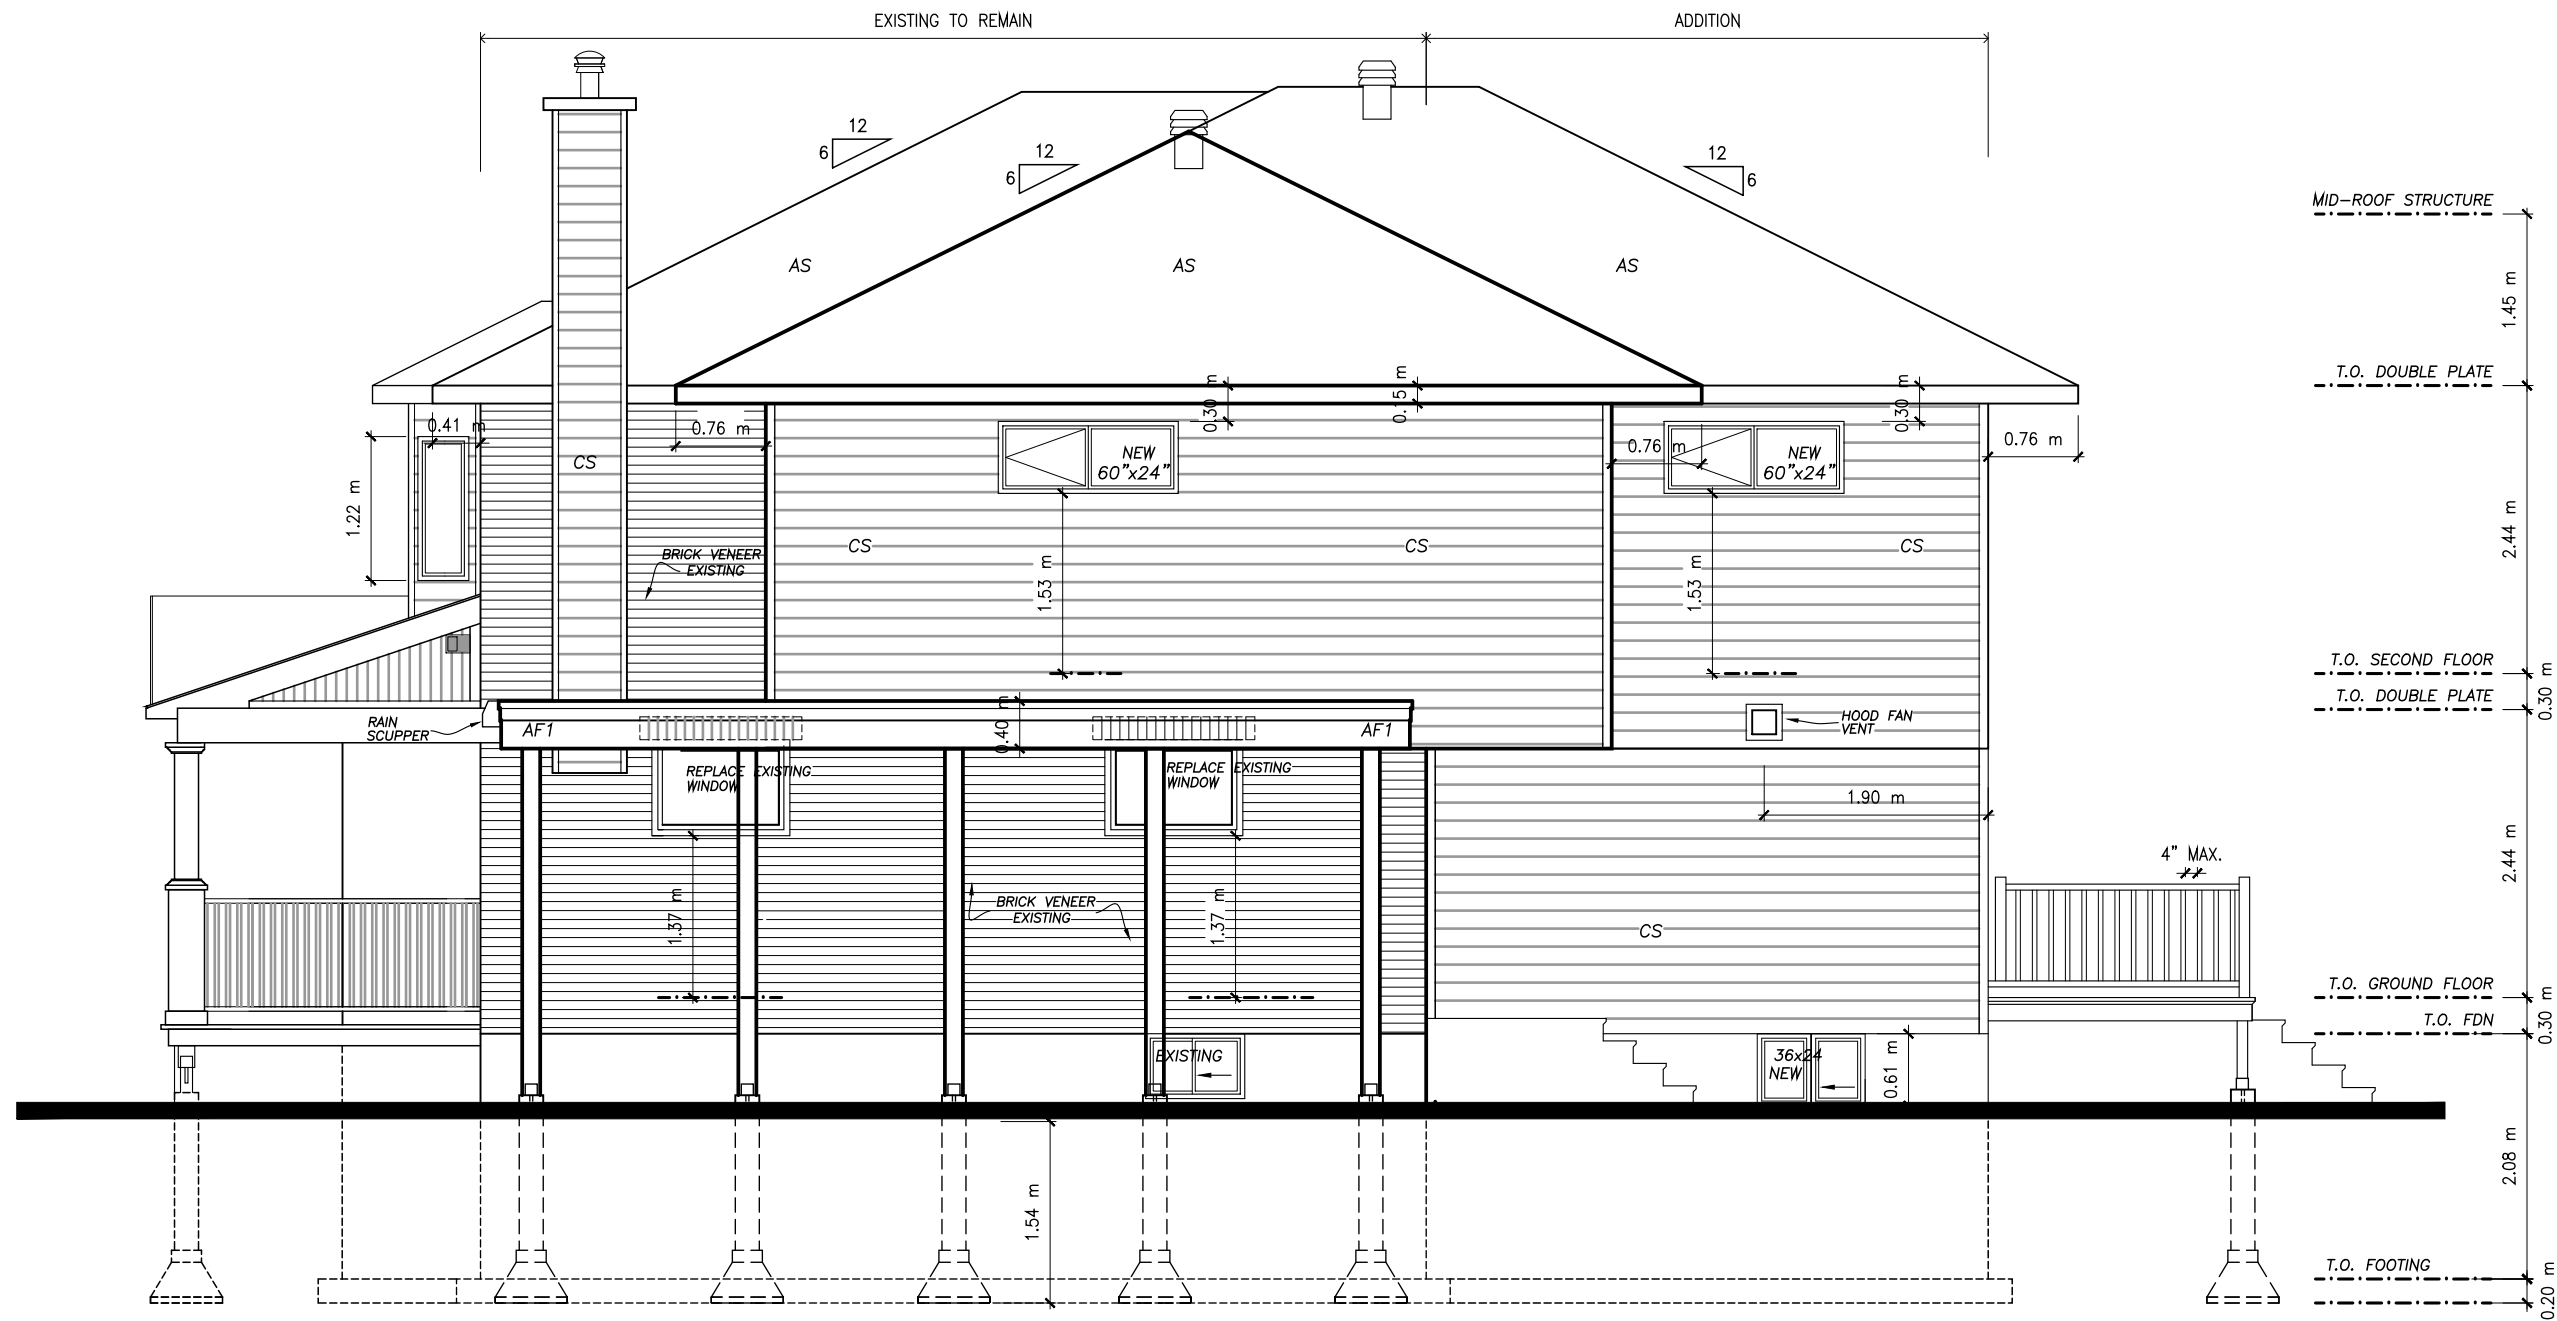 EXISTING TO REMAIN
ADDITION
12
6
12
6
12
6
MID-ROOF STRUCTURE
AS
AS
AS
1.45 m
T.O. DOUBLE PLATE
0.30 m
0.15 m
0.30 m
0.41 m
0.76 m
0.76 m
0.76 m
CS
NEW
60”x24”
NEW
60”x24”
1.22 m
2.44 m
CS
CS
CS
BRICK VENEER
EXISTING
1.53 m
1.53 m
T.O. SECOND FLOOR
0.30 m
T.O. DOUBLE PLATE
RAIN
SCUPPER
AF1
0.40 m
AF1
HOOD FAN
VENT
REPLACE EXISTING
WINDOW
REPLACE EXISTING
WINDOW
1.90 m
2.44 m
4” MAX.
1.37 m
BRICK VENEER
EXISTING
1.37 m
CS
T.O. GROUND FLOOR
0.30 m
T.O. FDN
EXISTING
36x24
NEW
0.61 m
2.08 m
1.54 m
T.O. FOOTING
0.20 m